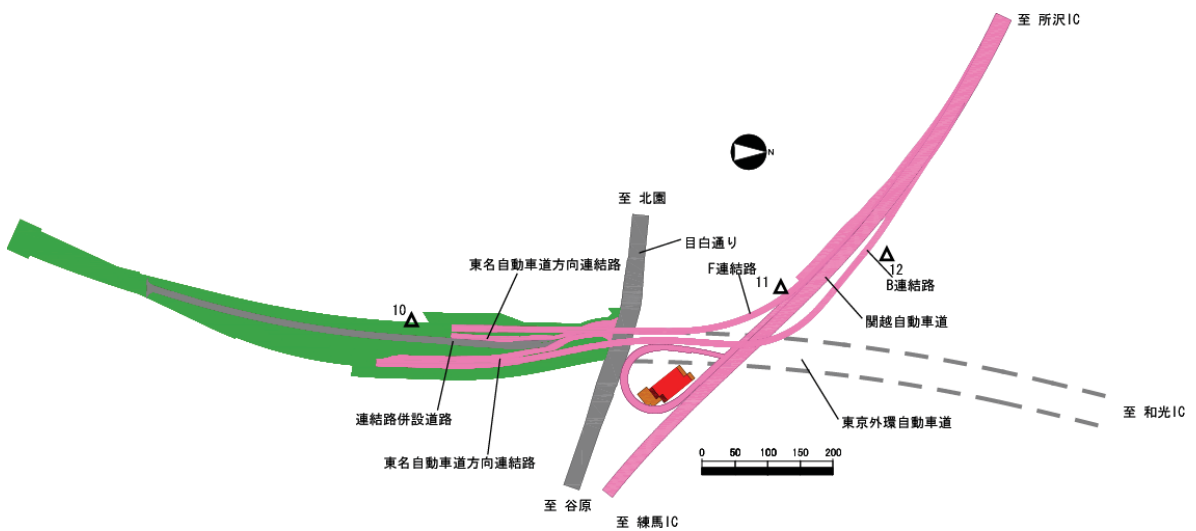 至 所沢IC
N
至 北園
目白通り
東名自動車道方向連結路
F連結路
11
12
B連結路
10
関越自動車道
連結路併設道路
東京外環自動車道
至 和光IC
東名自動車道方向連結路
0 50 100 150 200
至 谷原
至 練馬IC